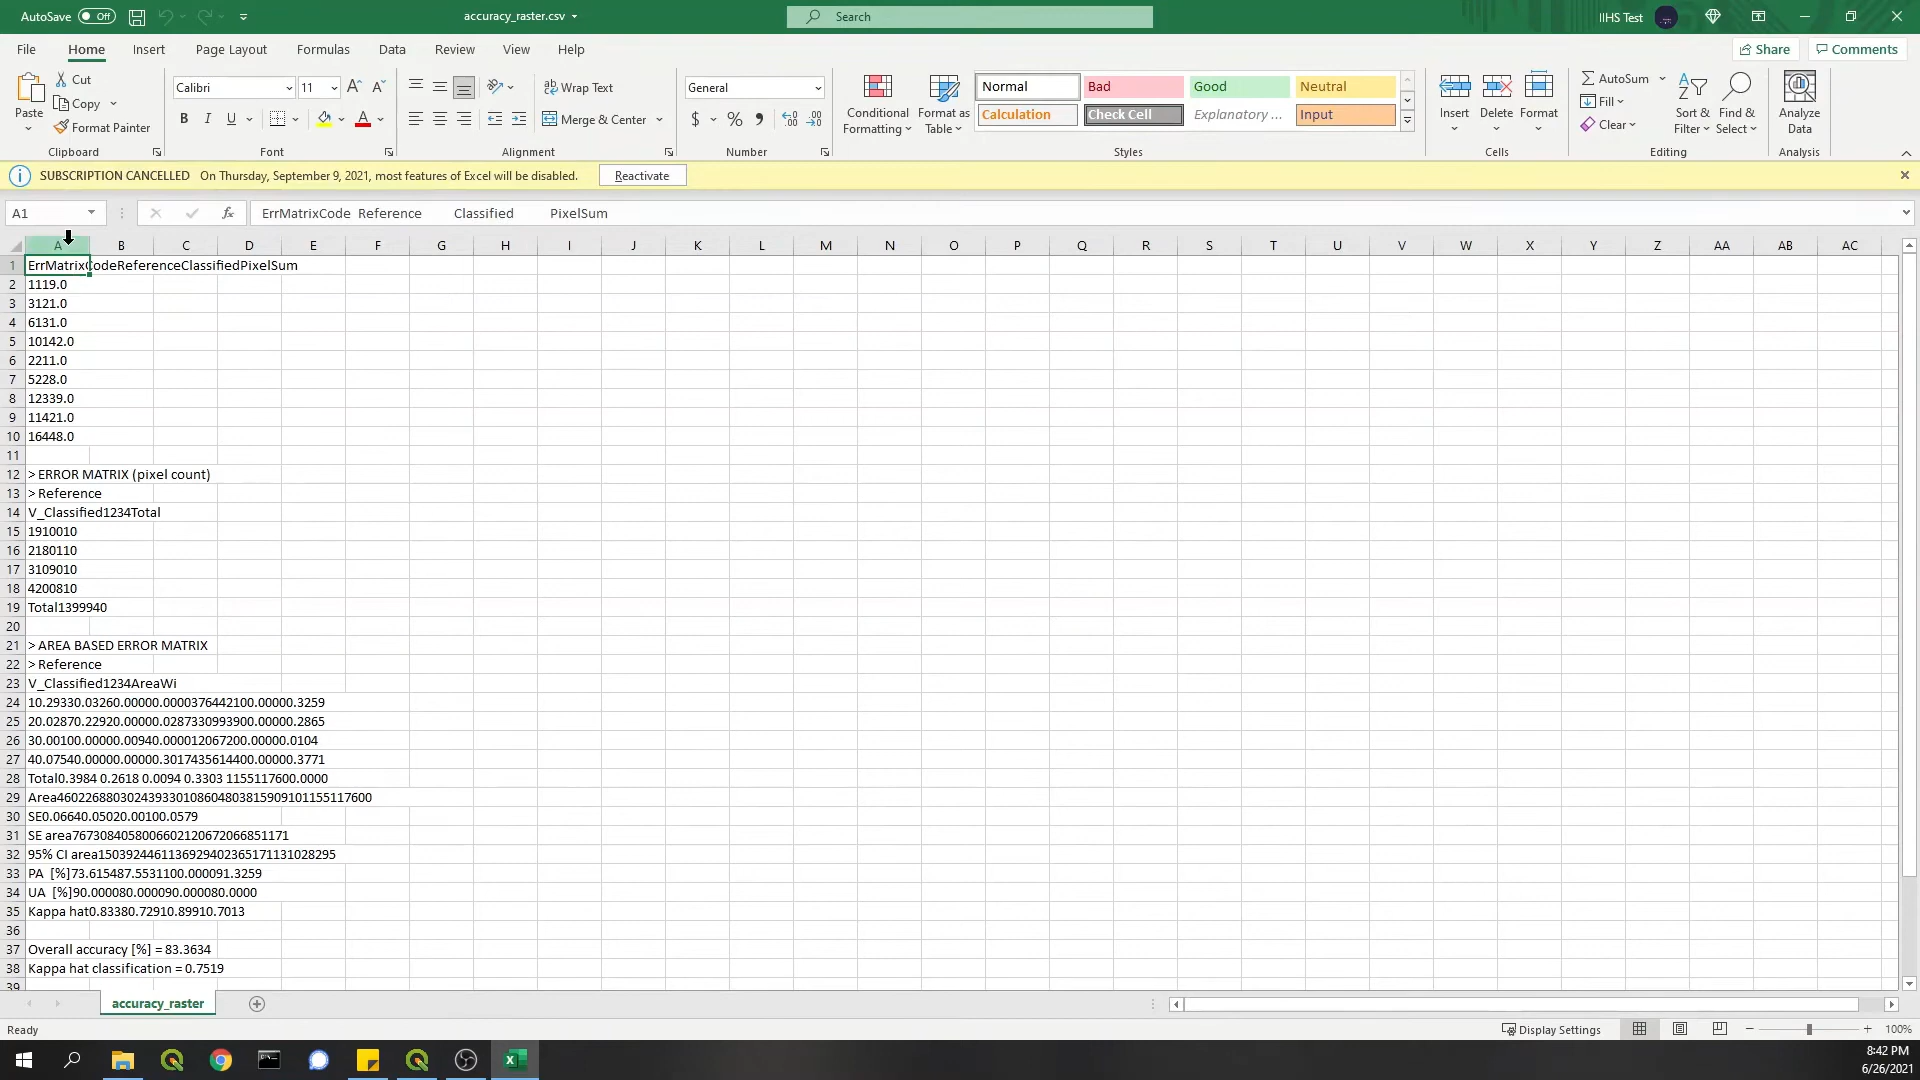 AutoSave Off accuracy_raster.csv Search IIHS Test
File Home Insert Page Layout Formulas Data Review View Help Share Comments
Cut
Copy
Format Painter
Paste
Clipboard
Calibri 11
B I U
Font
Wrap Text
Merge & Center
Alignment
General
$ % 9
Number
Conditional Formatting
Format as Table
Normal Bad Good Neutral
Calculation Check Cell Explanatory ... Input
Styles
Insert Delete Format
Cells
AutoSum
Fill
Clear
Sort & Filter
Find & Select
Editing
Analyze Data
Analysis
SUBSCRIPTION CANCELLED On Thursday, September 9, 2021, most features of Excel will be disabled. Reactivate
A1 fx ErrMatrixCode Reference Classified PixelSum
A B C D E F G H I J K L M N O P Q R S T U V W X Y Z AA AB AC
1 ErrMatrixCodeReferenceClassifiedPixelSum
2 1119.0
3 3121.0
4 6131.0
5 10142.0
6 2211.0
7 5228.0
8 12339.0
9 11421.0
10 16448.0
11
12 > ERROR MATRIX (pixel count)
13 > Reference
14 V_Classified1234Total
15 1910010
16 2180110
17 3109010
18 4200810
19 Total1399940
20
21 > AREA BASED ERROR MATRIX
22 > Reference
23 V_Classified1234AreaWi
24 10.29330.03260.00000.0000376442100.00000.3259
25 20.02870.22920.00000.0287330993900.00000.2865
26 30.00100.00000.00940.000012067200.00000.0104
27 40.07540.00000.00000.3017435614400.00000.3771
28 Total0.3984 0.2618 0.0094 0.3303 1155117600.0000
29 Area460226880302439330108604803815909101155117600
30 SE0.06640.05020.00100.0579
31 SE area76730840580066021206720668511 71
32 95% CI area150392446113692940236517113102 8295
33 PA [%]73.615487.5531100.000091.3259
34 UA [%]90.000080.000090.000080.0000
35 Kappa hat0.83380.72910.89910.7013
36
37 Overall accuracy [%] = 83.3634
38 Kappa hat classification = 0.7519
39
accuracy_raster
Ready Display Settings 100%
8:42 PM
6/26/2021